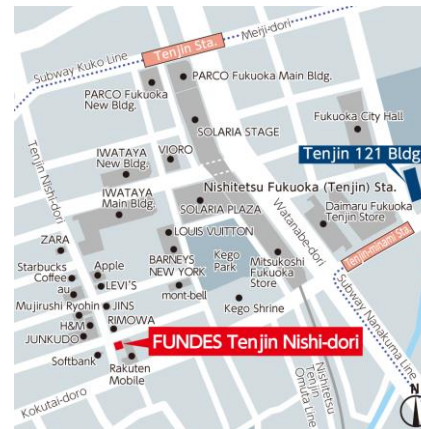 Tenjin Sta.
Meiji-dori
Subway Kuko Line
PARCO Fukuoka Main Bldg.
PARCO Fukuoka
New Bldg.
SOLARIA STAGE
Fukuoka City Hall
VIORO
IWATAYA
New Bldg.
Tenjin 121 Bldg
Tenjin Nishi-dori
Nishitetsu Fukuoka (Tenjin) Sta.
IWATAYA
Main Bldg.
SOLARIA PLAZA
Watanabe-dori
Daimaru Fukuoka
Tenjin Store
LOUIS VUITTON
Tenjin-minami Sta.
ZARA
Kego
Park
BARNEYS
NEW YORK
Mitsukoshi
Fukuoka
Store
Starbucks
Coffee
Apple
au
LEVI'S
mont-bell
Kego Shrine
Mujirushi Ryohin
JINS
H&M
RIMOWA
Subway Nanakuma Line
JUNKUDO
FUNDES Tenjin Nishi-dori
Softbank
Rakuten
Mobile
Nishitetsu
Tenjin
Omuta Line
Kokutai-doro
N